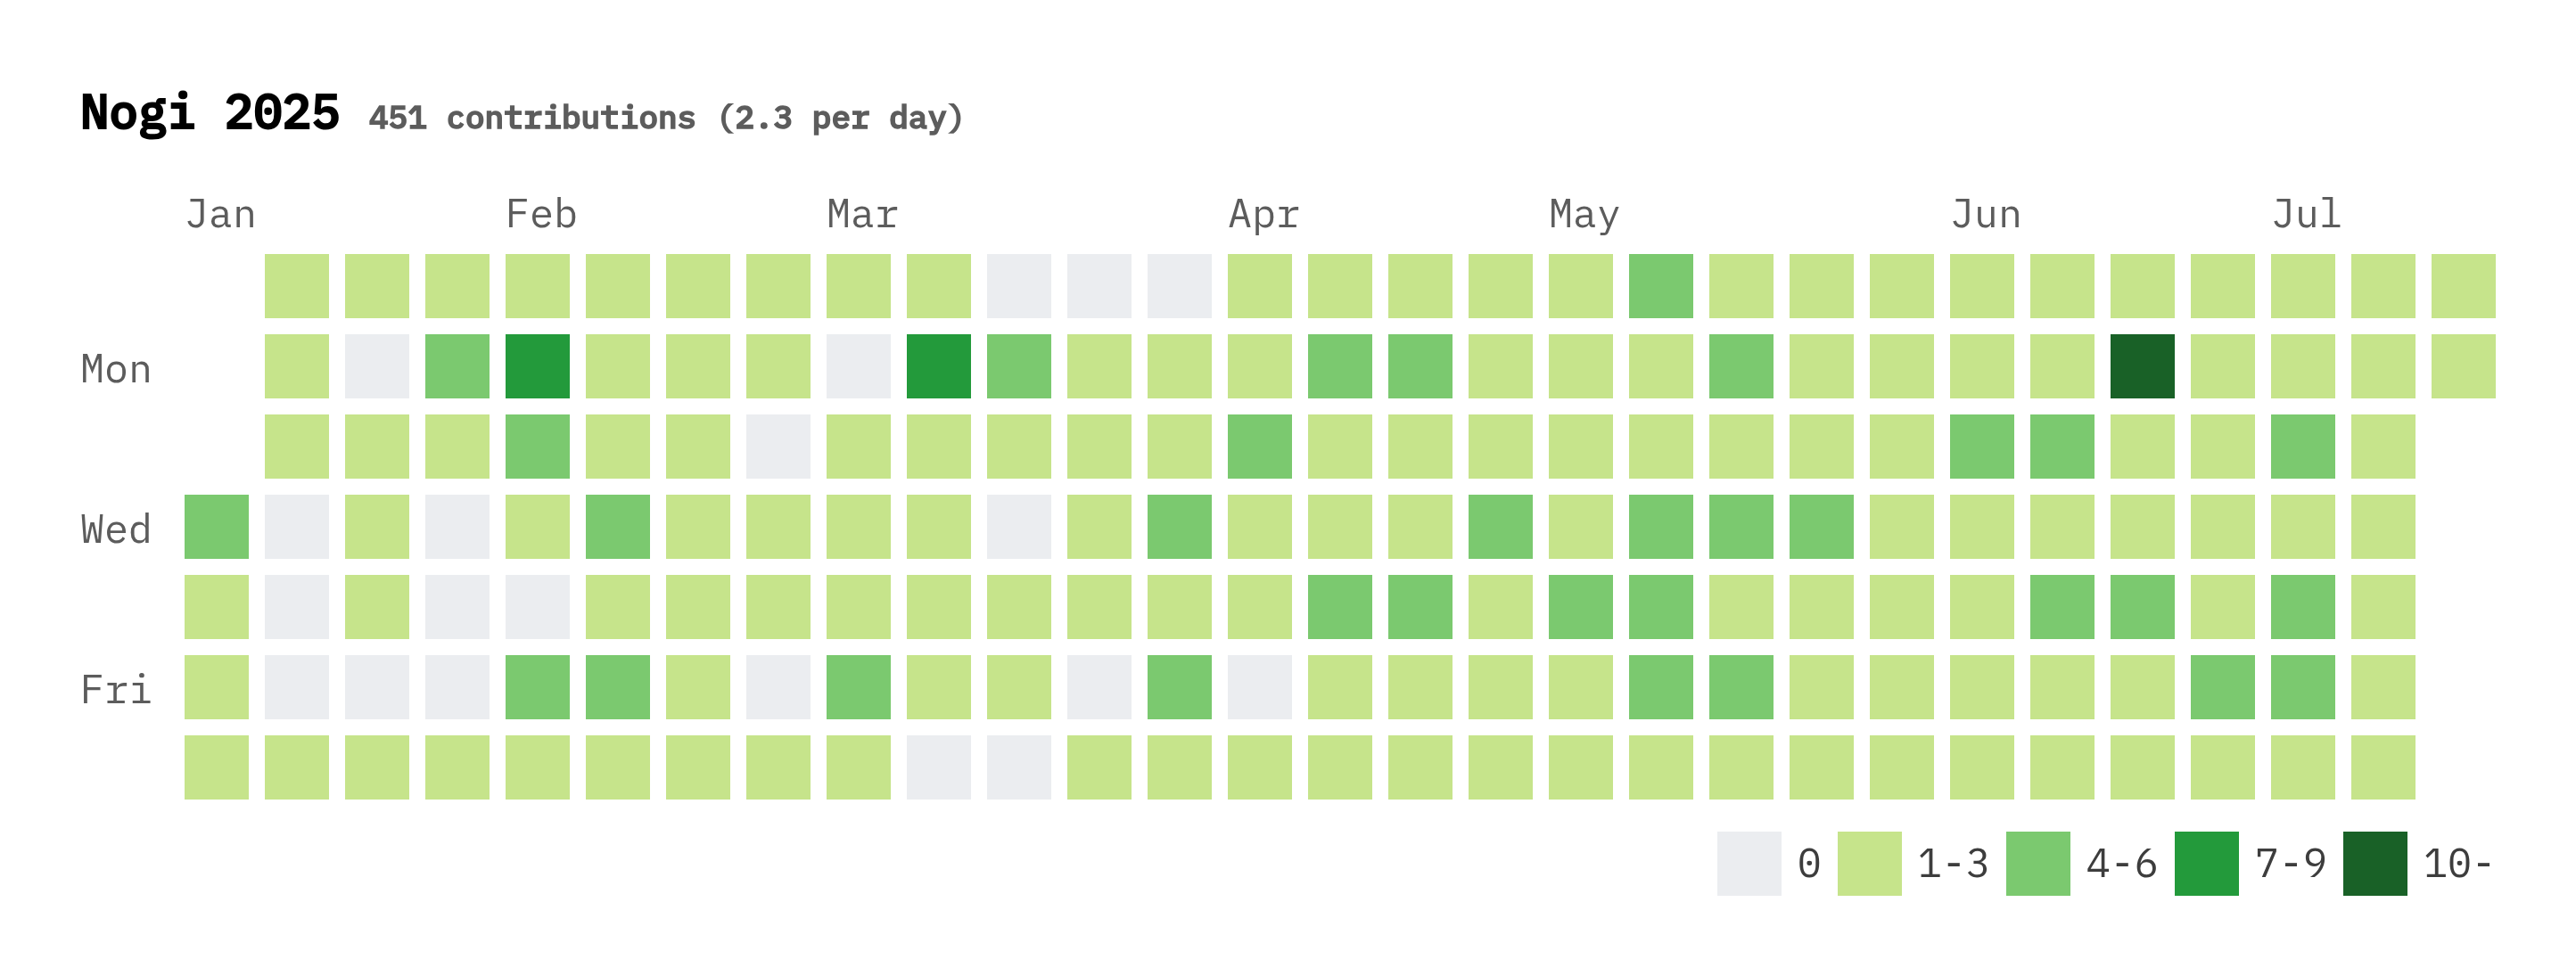 Nogi 2025 451 contributions (2.3 per day)
Jan Feb Mar Apr May Jun Jul
Mon
Wed
Fri
0 1-3 4-6 7-9 10-